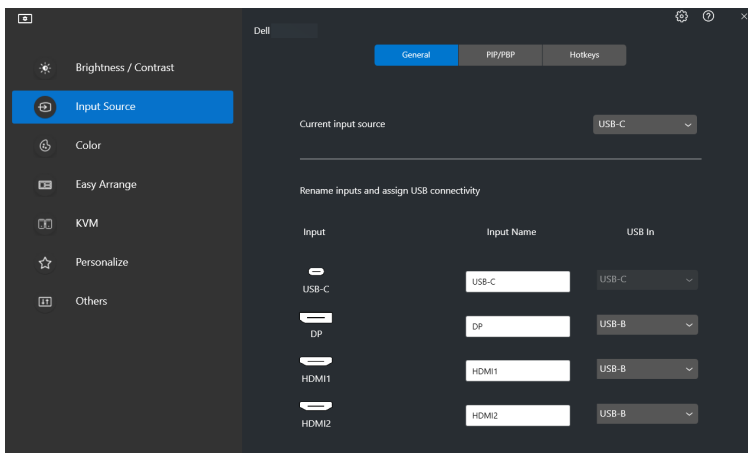 Dell
Brightness / Contrast
Input Source
Color
Easy Arrange
KVM
Personalize
Others
General PIP/PBP Hotkeys
Current input source USB-C
Rename inputs and assign USB connectivity
Input Input Name USB In
USB-C USB-C USB-C
DP DP USB-B
HDMI1 HDMI1 USB-B
HDMI2 HDMI2 USB-B